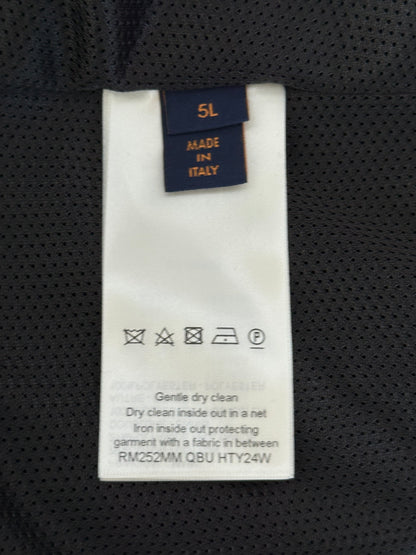 5L
MADE
IN
ITALY
P
Gentle dry clean
Dry clean inside out in a net
Iron inside out protecting
garment with a fabric in between
RM252MM QBU HTY24W